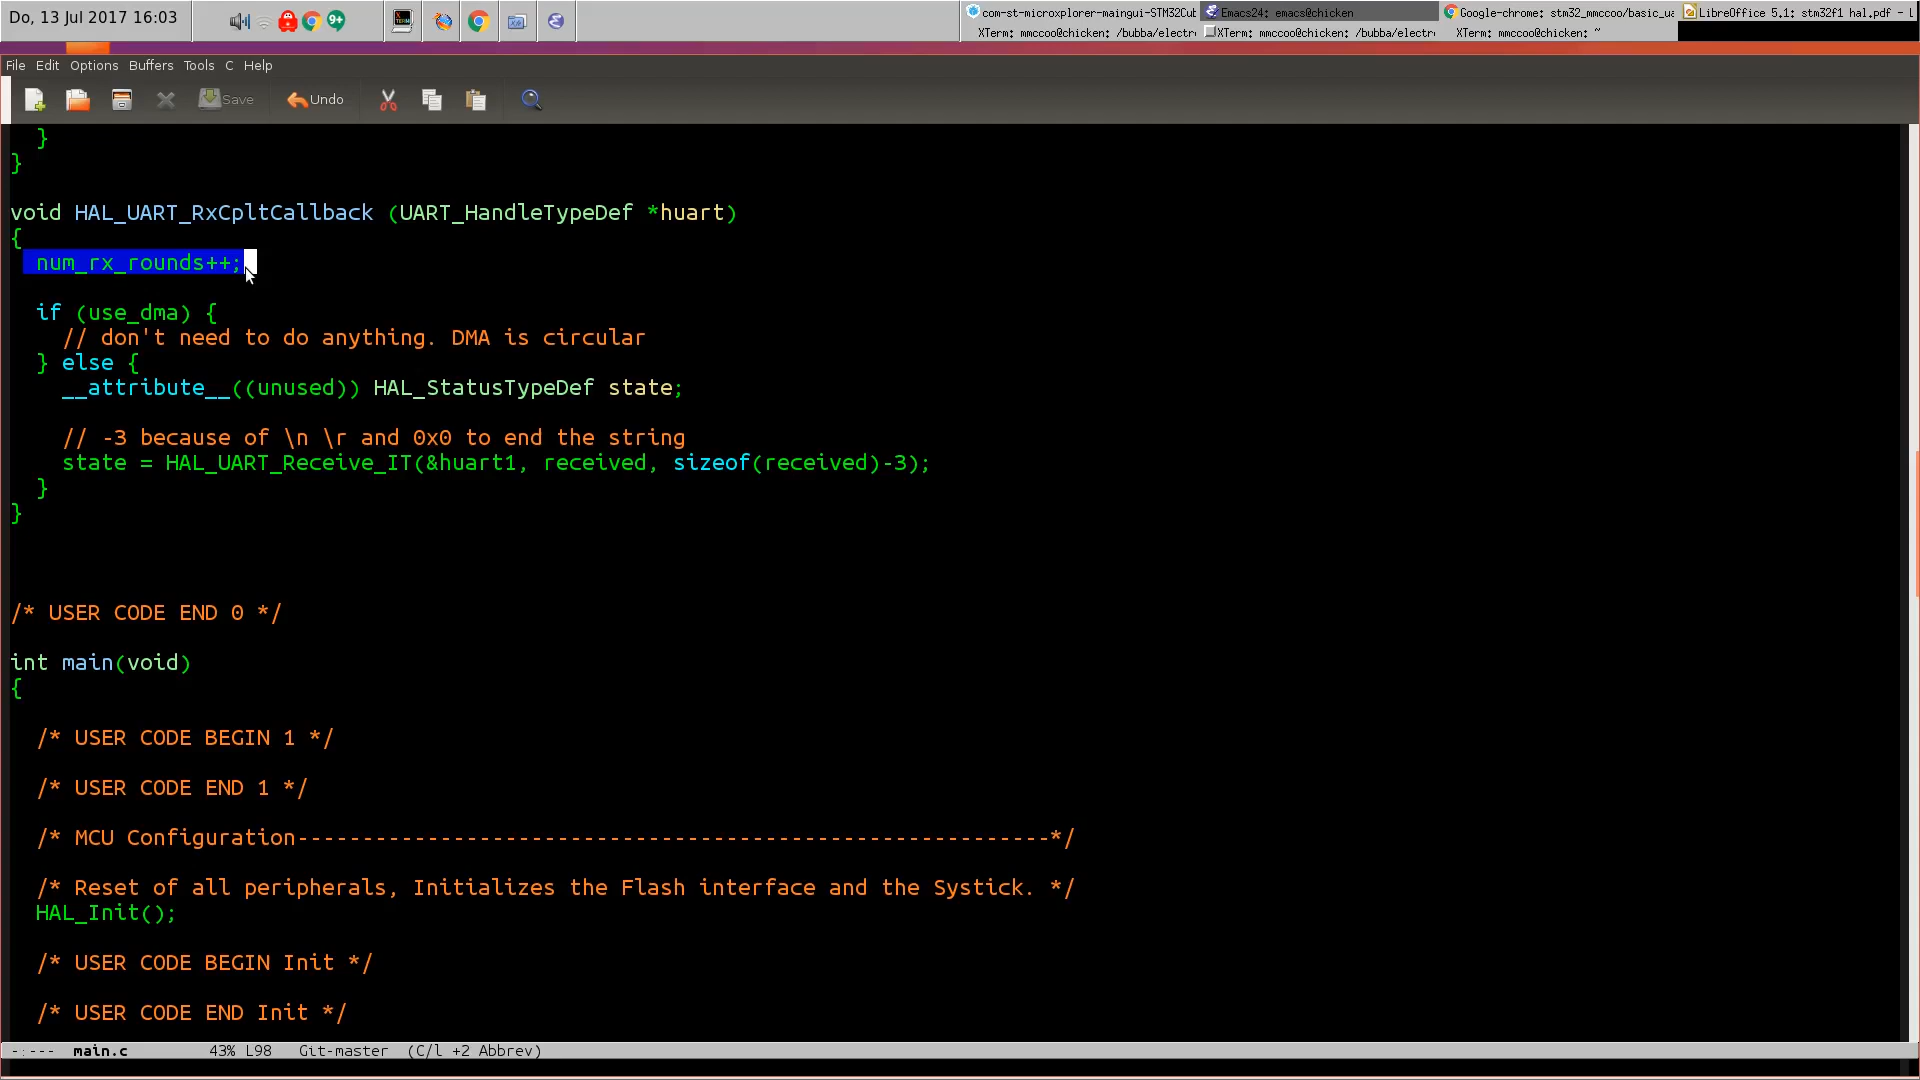 Do, 13 Jul 2017 16:03
9+
com-st-microxplorer-maingui-STM32Cub
Emacs24: emacs@chicken
Google-chrome: stm32_mmccoo/basic_ua
LibreOffice 5.1: stm32f1 hal.pdf - L
XTerm: mmccoo@chicken: /bubba/electr
XTerm: mmccoo@chicken: /bubba/electr
XTerm: mmccoo@chicken: ~
File Edit Options Buffers Tools C Help
Save
Undo
}
}
void HAL_UART_RxCpltCallback (UART_HandleTypeDef *huart)
{
num_rx_rounds++;
if (use_dma) {
// don't need to do anything. DMA is circular
} else {
__attribute__((unused)) HAL_StatusTypeDef state;
// -3 because of \n \r and 0x0 to end the string
state = HAL_UART_Receive_IT(&huart1, received, sizeof(received)-3);
}
}
/* USER CODE END 0 */
int main(void)
{
/* USER CODE BEGIN 1 */
/* USER CODE END 1 */
/* MCU Configuration----------------------------------------------------------*/
/* Reset of all peripherals, Initializes the Flash interface and the Systick. */
HAL_Init();
/* USER CODE BEGIN Init */
/* USER CODE END Init */
-:--- main.c 43% L98 Git-master (C/l +2 Abbrev)